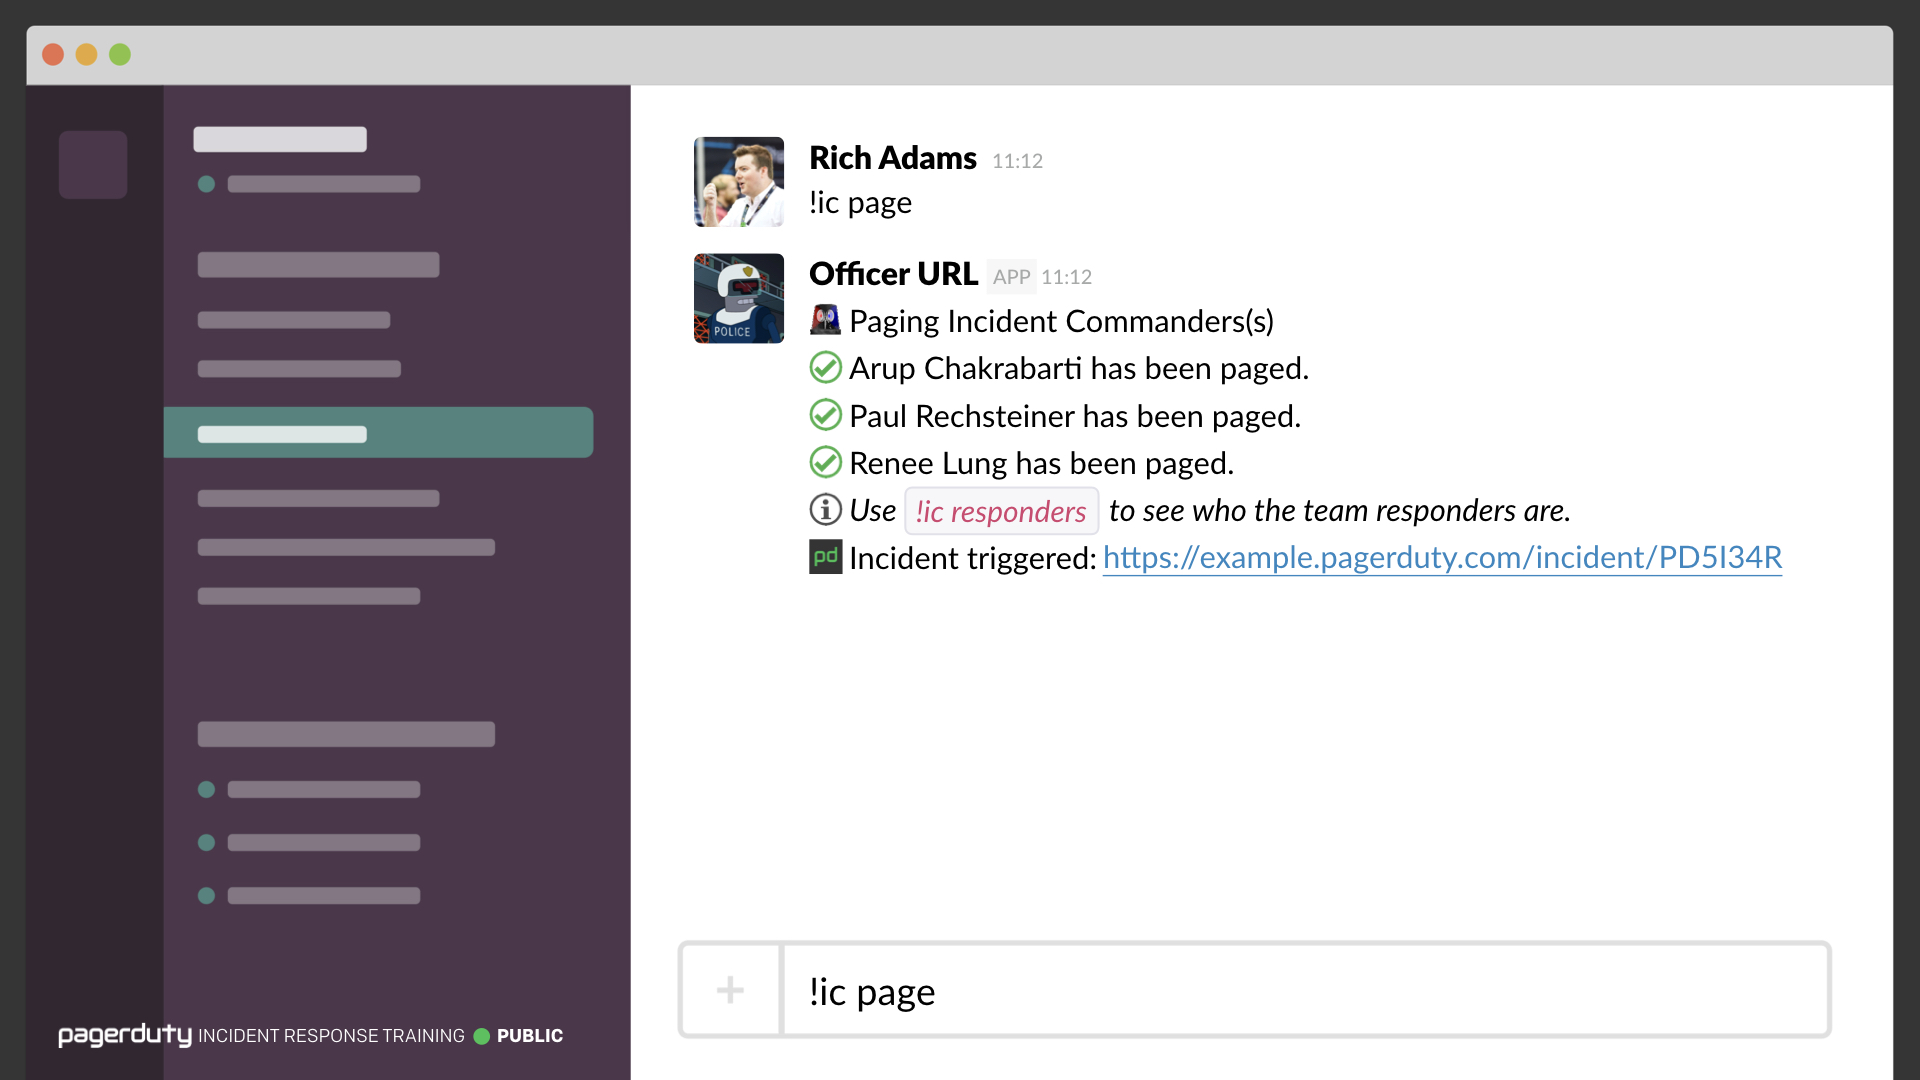 Rich Adams 11:12
!ic page
Officer URL APP 11:12
POLICE
Paging Incident Commanders(s)
Arup Chakrabarti has been paged.
Paul Rechsteiner has been paged.
Renee Lung has been paged.
Use !ic responders to see who the team responders are.
pd Incident triggered: https://example.pagerduty.com/incident/PD5I34R
!ic page
pagerduty INCIDENT RESPONSE TRAINING PUBLIC